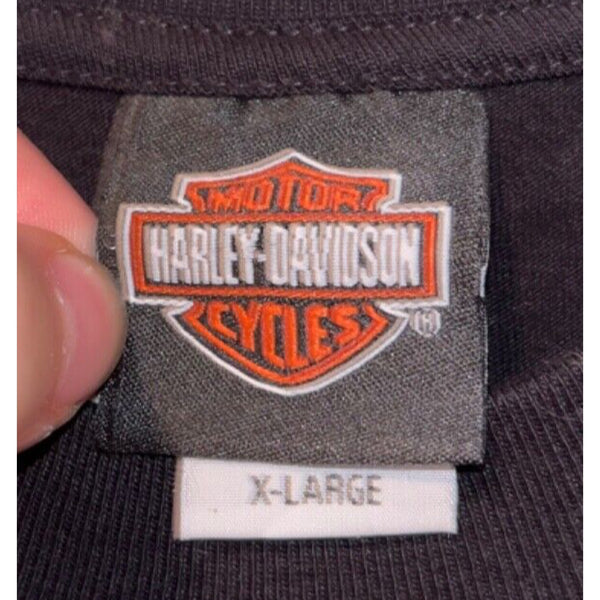 MOTOR
HARLEY-DAVIDSON
CYCLES
®
X-LARGE